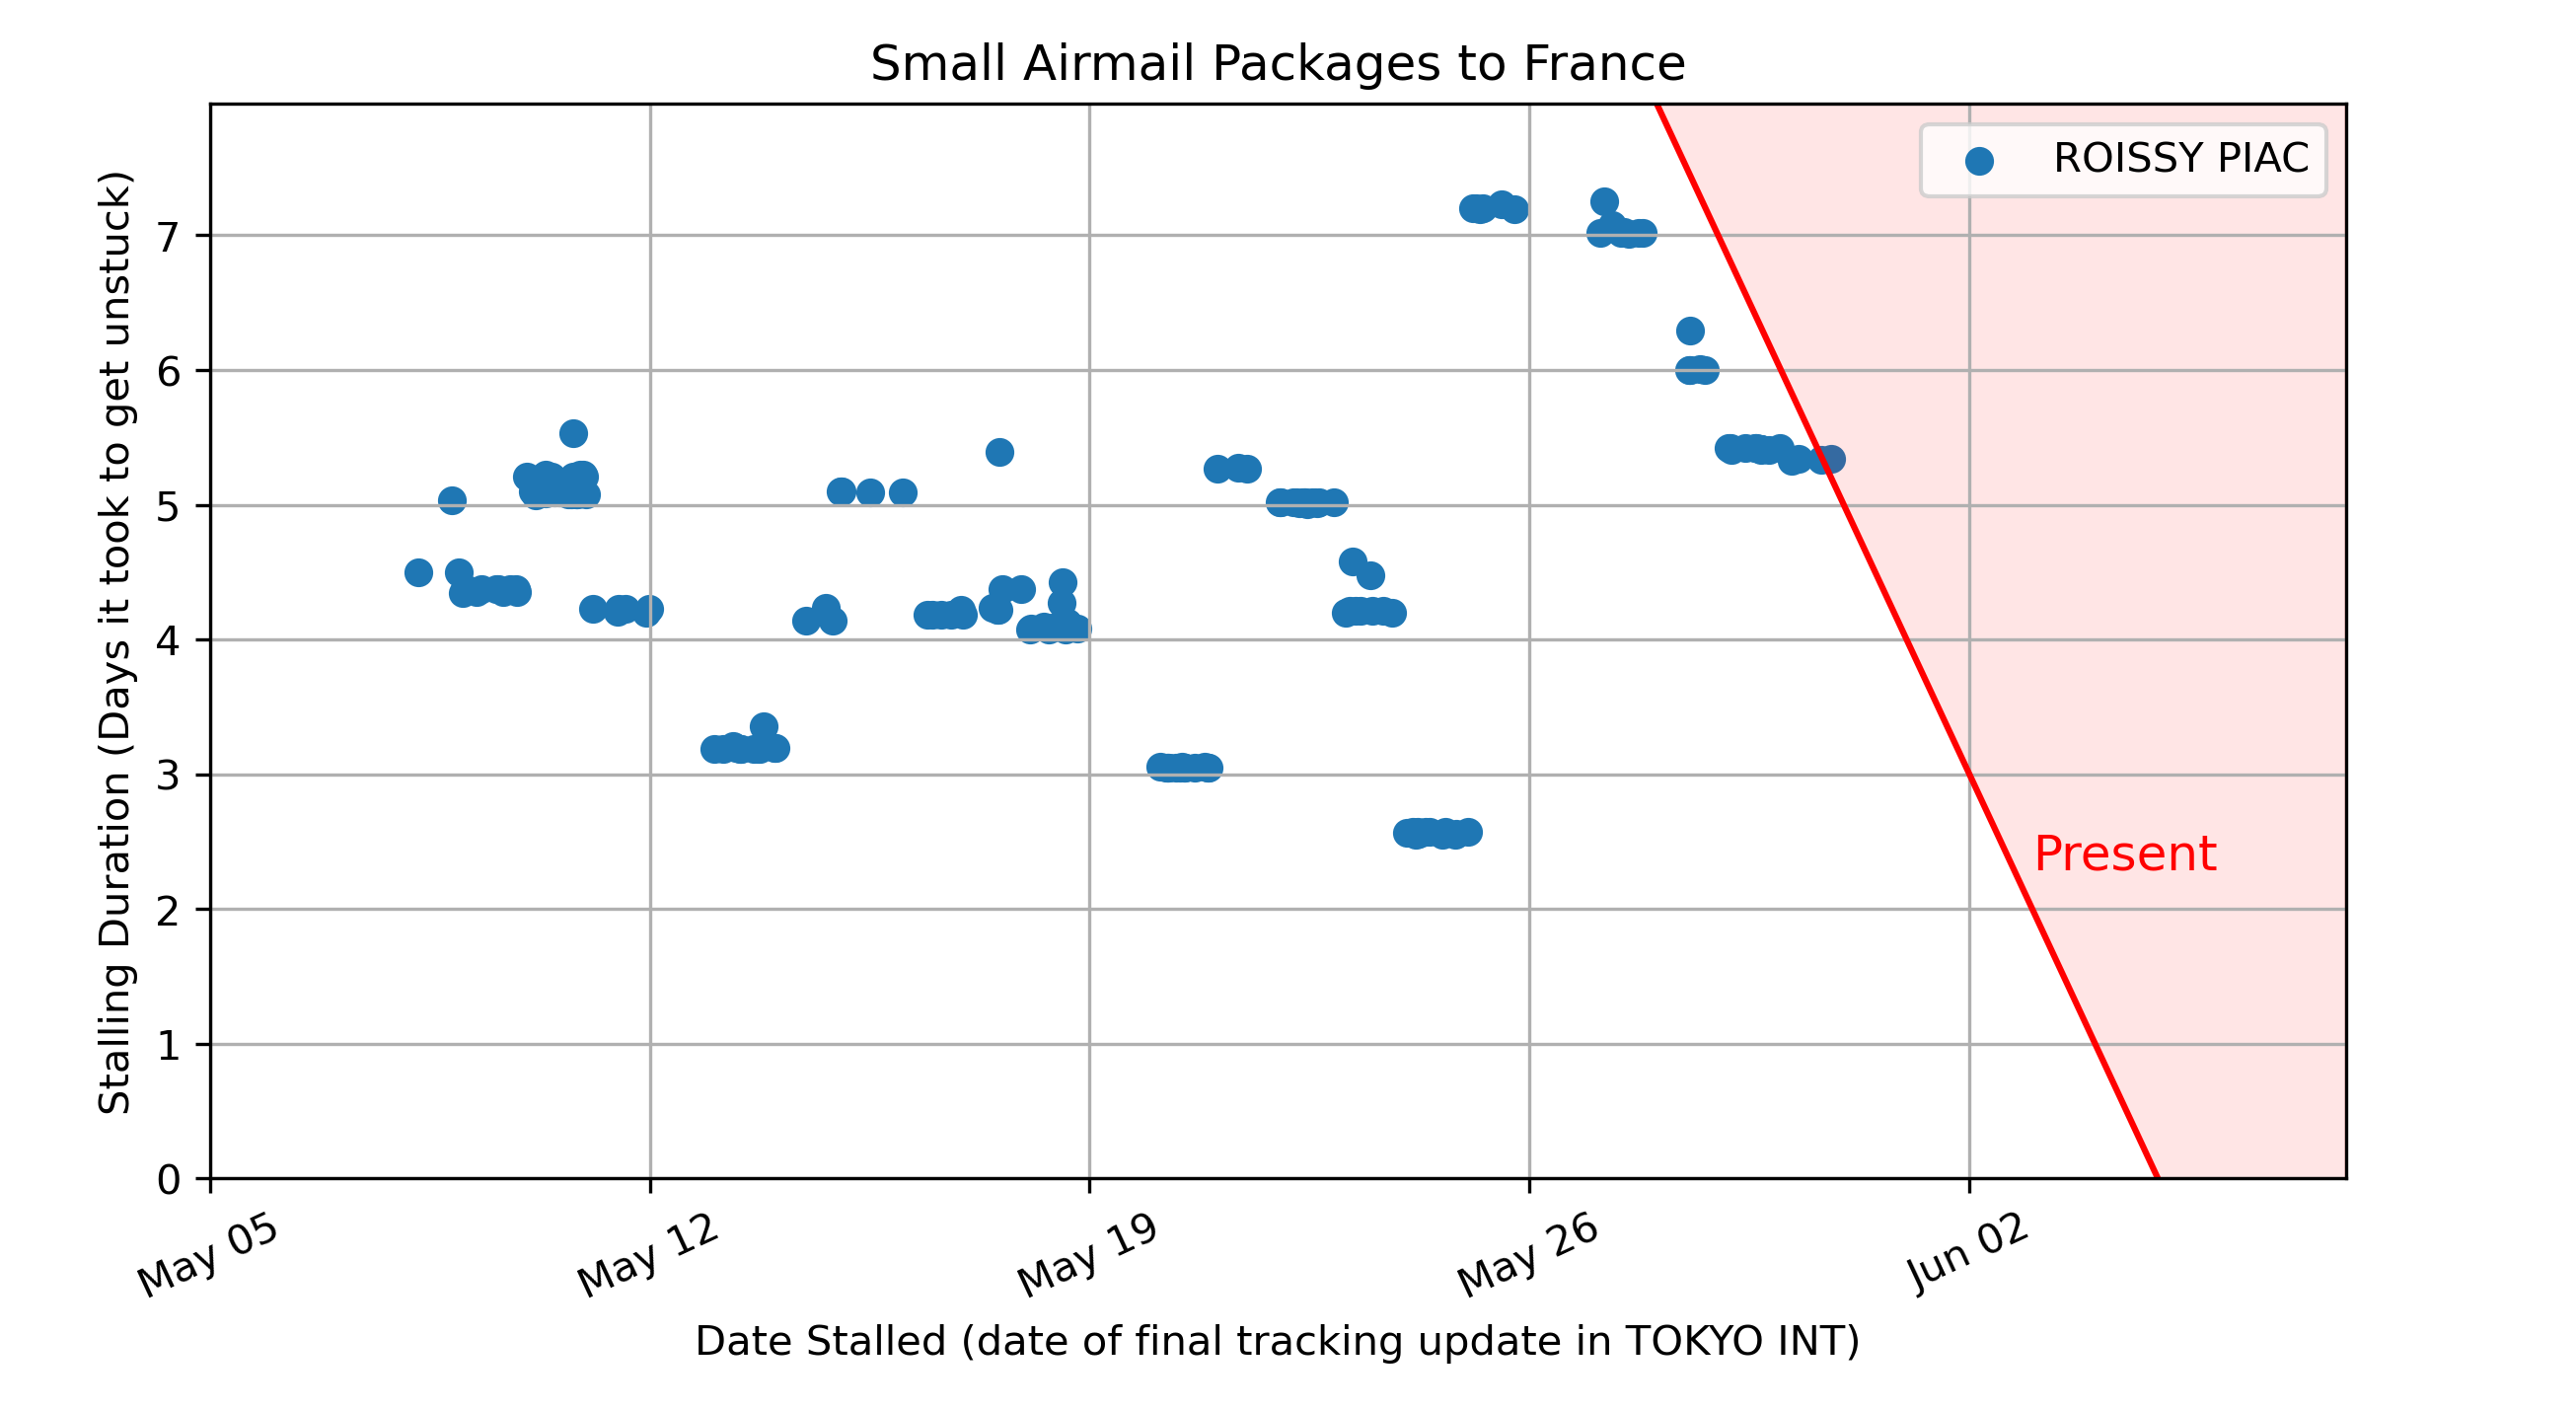 Small Airmail Packages to France
ROISSY PIAC
Stalling Duration (Days it took to get unstuck)
7
6
5
4
3
2
1
0
Present
May 05
May 12
May 19
May 26
Jun 02
Date Stalled (date of final tracking update in TOKYO INT)